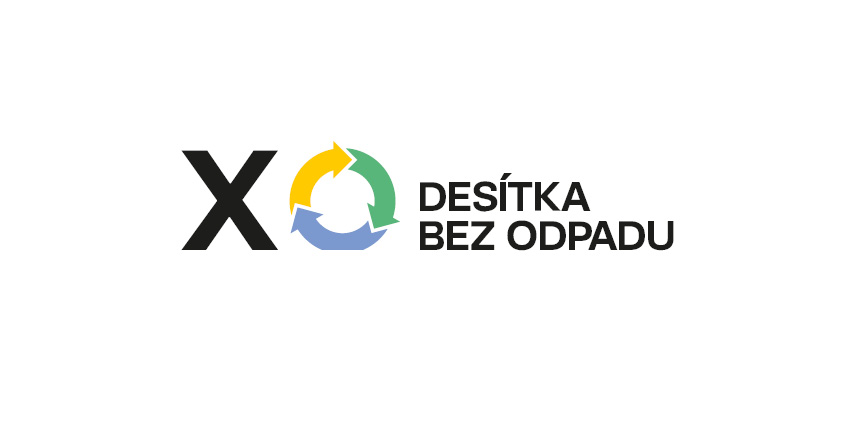 X
DESÍTKA
BEZ ODPADU